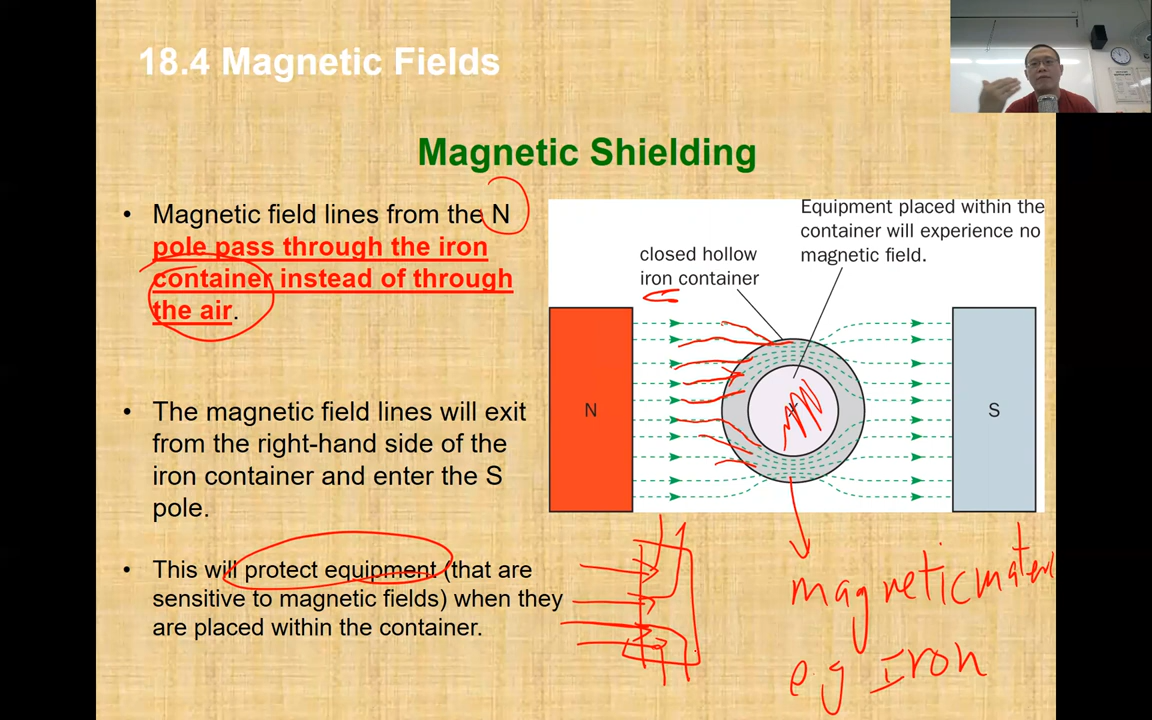 18.4 Magnetic Fields
Magnetic Shielding
• Magnetic field lines from the N
pole pass through the iron
container instead of through
the air.
• The magnetic field lines will exit
from the right-hand side of the
iron container and enter the S
pole.
• This will protect equipment (that are
sensitive to magnetic fields) when they
are placed within the container.
Equipment placed within the
container will experience no
magnetic field.
closed hollow
iron container
N
S
magnetic
e.g Iron